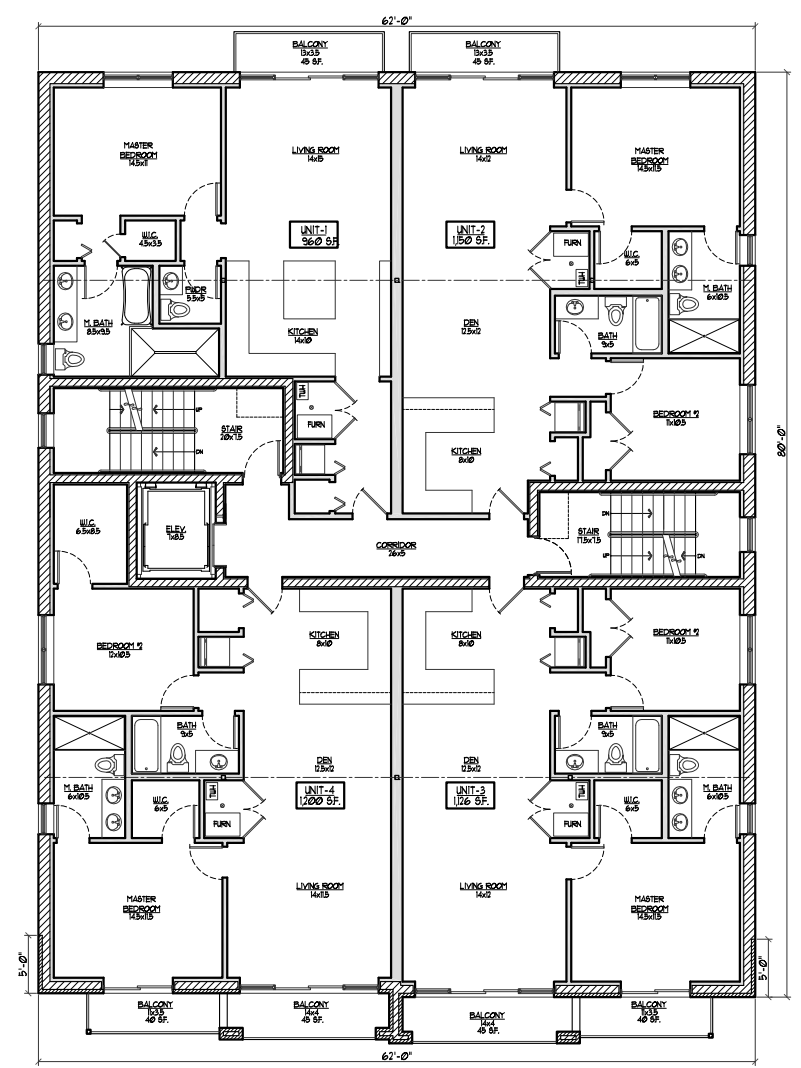 62'-0"
BALCONY
13x3.5
45 S.F.
BALCONY
13x3.5
45 S.F.
MASTER
BEDROOM
14.5x11
LIVING ROOM
14x15
LIVING ROOM
14x12
MASTER
BEDROOM
14.5x11.5
W.I.C.
4.5x3.5
UNIT-1
960 S.F.
UNIT-2
1,150 S.F.
FURN
HWT
W.I.C.
6x5
M. BATH
6x10.5
PWDR
5.5x5
M. BATH
8.5x9.5
KITCHEN
14x10
DEN
12.5x12
BATH
9x5
80'-0"
STAIR
20x7.5
UP
DN
HWT
FURN
KITCHEN
8x10
BEDROOM #2
11x10.5
W.I.C.
6.5x8.5
ELEV.
7x8.5
CORRIDOR
26x5
STAIR
17.5x7.5
DN
UP
DN
BEDROOM #2
12x10.5
KITCHEN
8x10
KITCHEN
8x10
BEDROOM #2
11x10.5
BATH
9x5
BATH
9x5
M. BATH
6x10.5
W.I.C.
6x5
HWT
FURN
DEN
12.5x12
UNIT-4
1,200 S.F.
DEN
12.5x12
UNIT-3
1,126 S.F.
HWT
FURN
W.I.C.
6x5
M. BATH
6x10.5
MASTER
BEDROOM
14.5x11.5
LIVING ROOM
14x11.5
LIVING ROOM
14x12
MASTER
BEDROOM
14.5x11.5
5'-0"
5'-0"
BALCONY
11x3.5
40 S.F.
BALCONY
14x4
45 S.F.
BALCONY
14x4
45 S.F.
BALCONY
11x3.5
40 S.F.
62'-0"